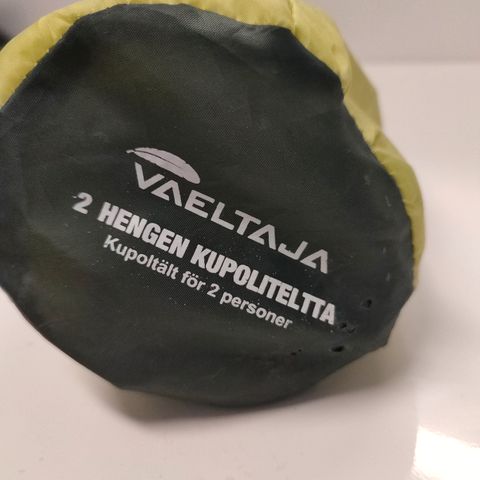 VAELTAJA
2 HENGEN KUPOLITELTTA
Kupoltält för 2 personer